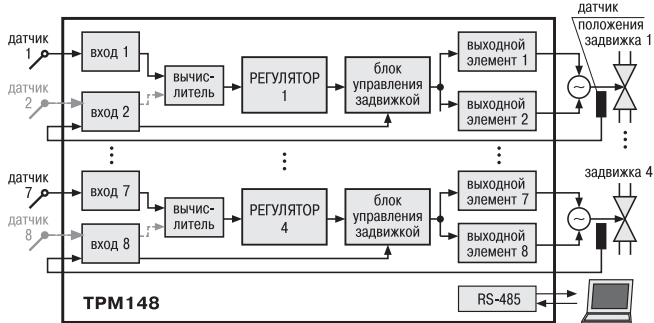 датчик
положения
задвижка 1
датчик
1
вход 1
вычис-
литель
РЕГУЛЯТОР
1
блок
управления
задвижкой
выходной
элемент 1
датчик
2
вход 2
выходной
элемент 2
~
задвижка 4
датчик
7
вход 7
вычис-
литель
РЕГУЛЯТОР
4
блок
управления
задвижкой
выходной
элемент 7
датчик
8
вход 8
выходной
элемент 8
~
ТРМ148
RS-485